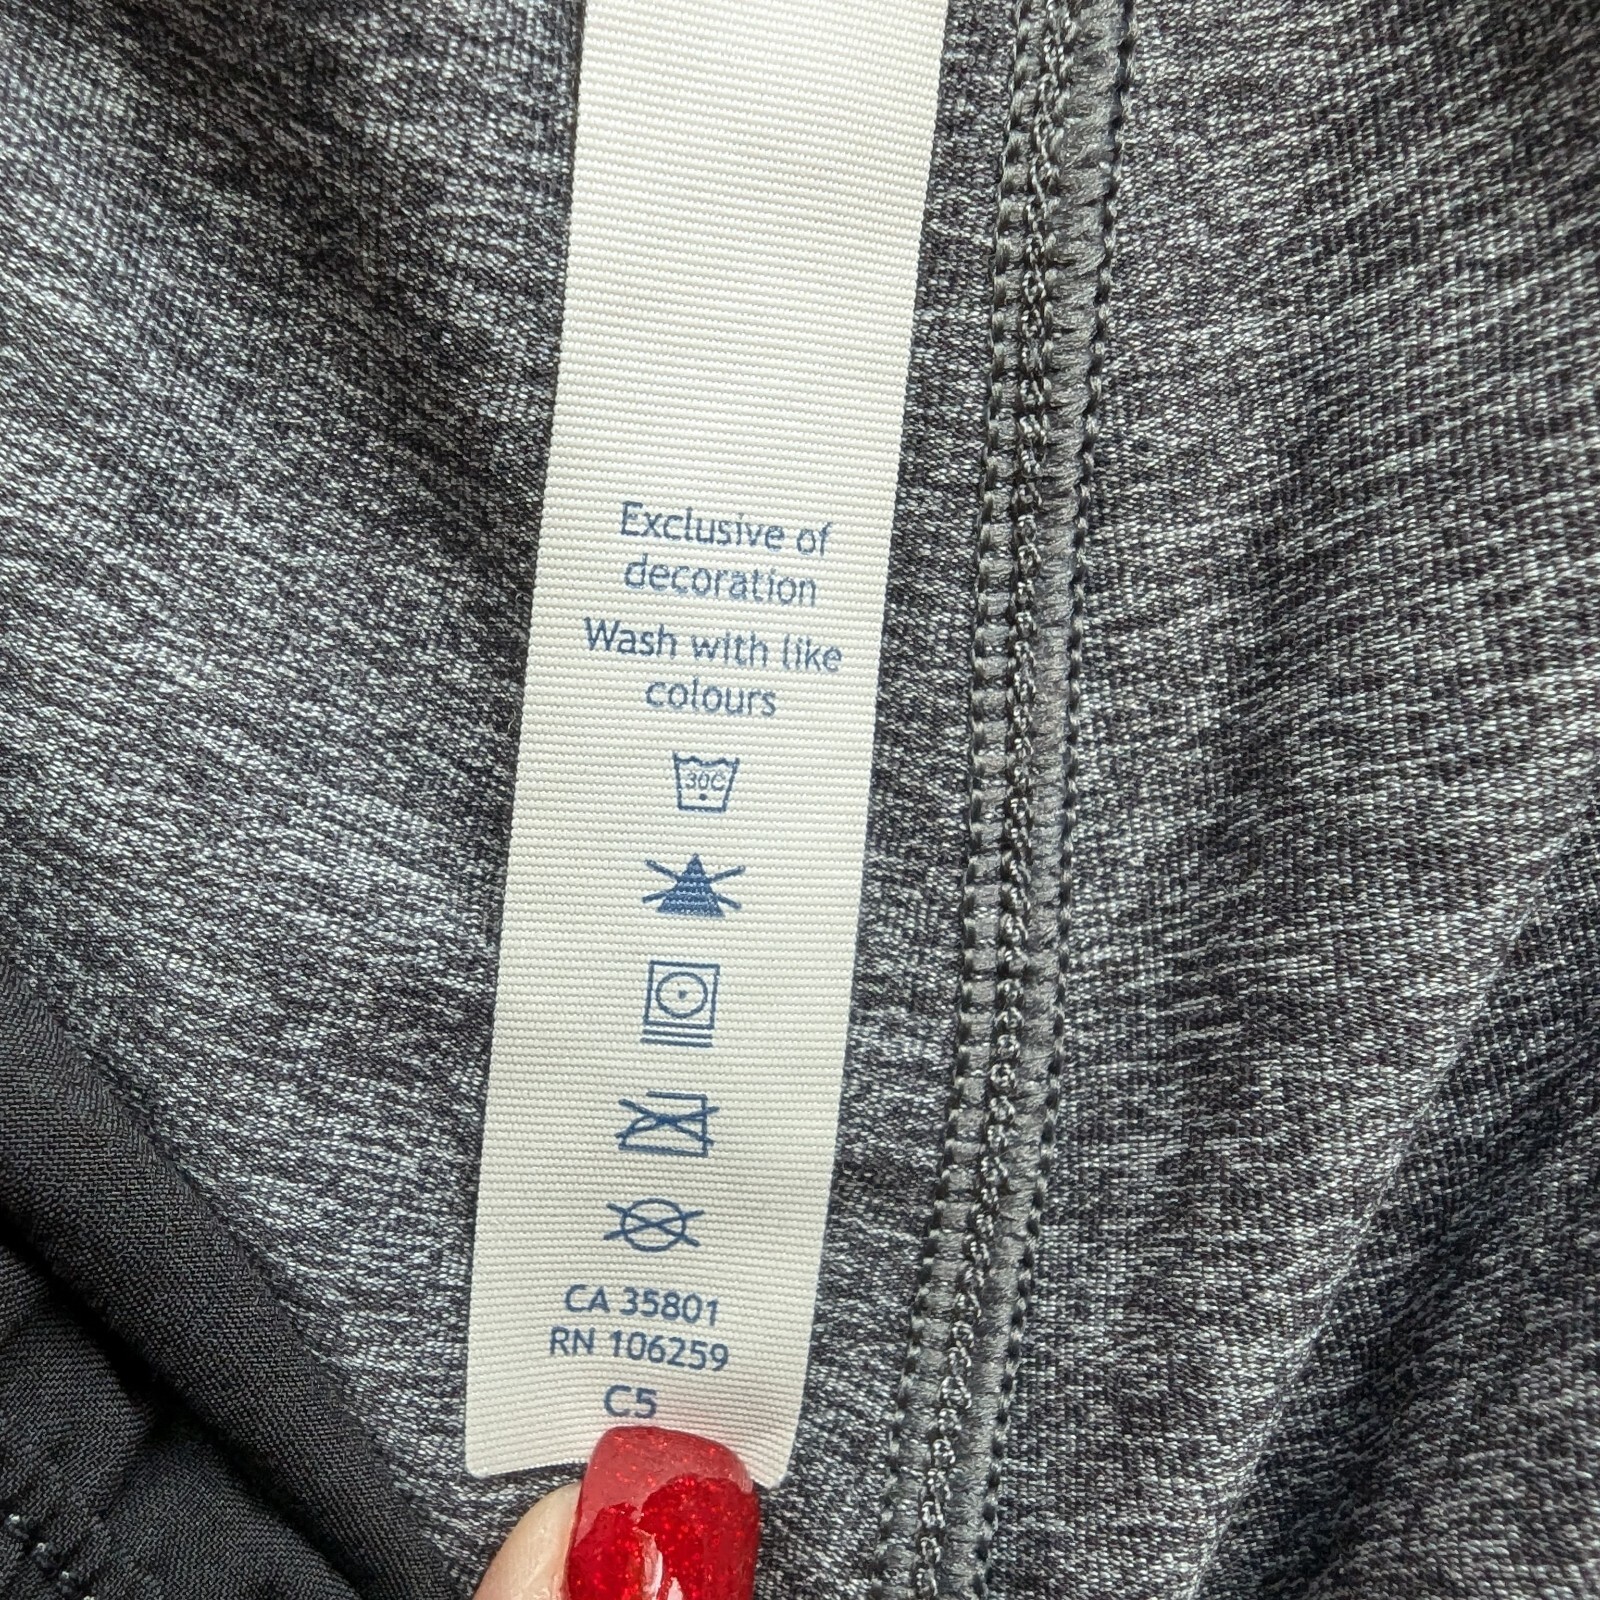 Exclusive of
decoration
Wash with like
colours
30C
CA 35801
RN 106259
C5